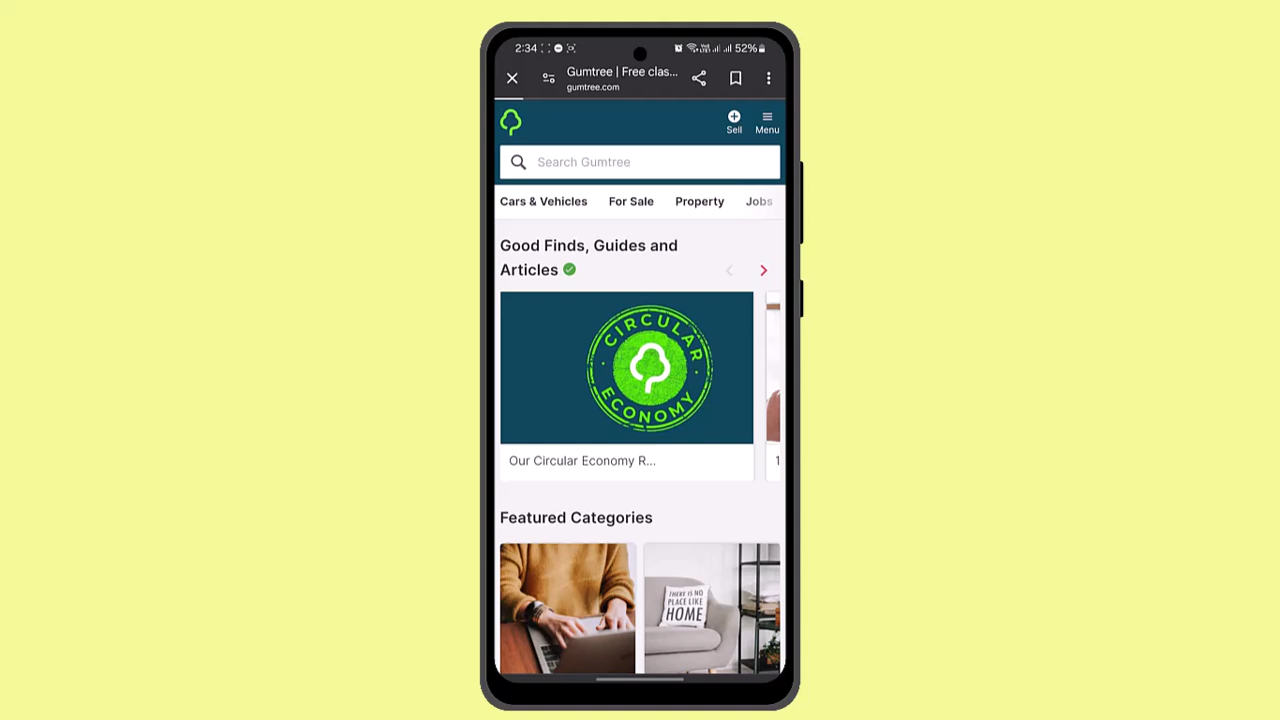 2:34
52%
Gumtree | Free clas...
gumtree.com
Sell
Menu
Search Gumtree
Cars & Vehicles
For Sale
Property
Jobs
Good Finds, Guides and
Articles
CIRCULAR
ECONOMY
Our Circular Economy R...
1
Featured Categories
THERE IS NO
PLACE LIKE
HOME